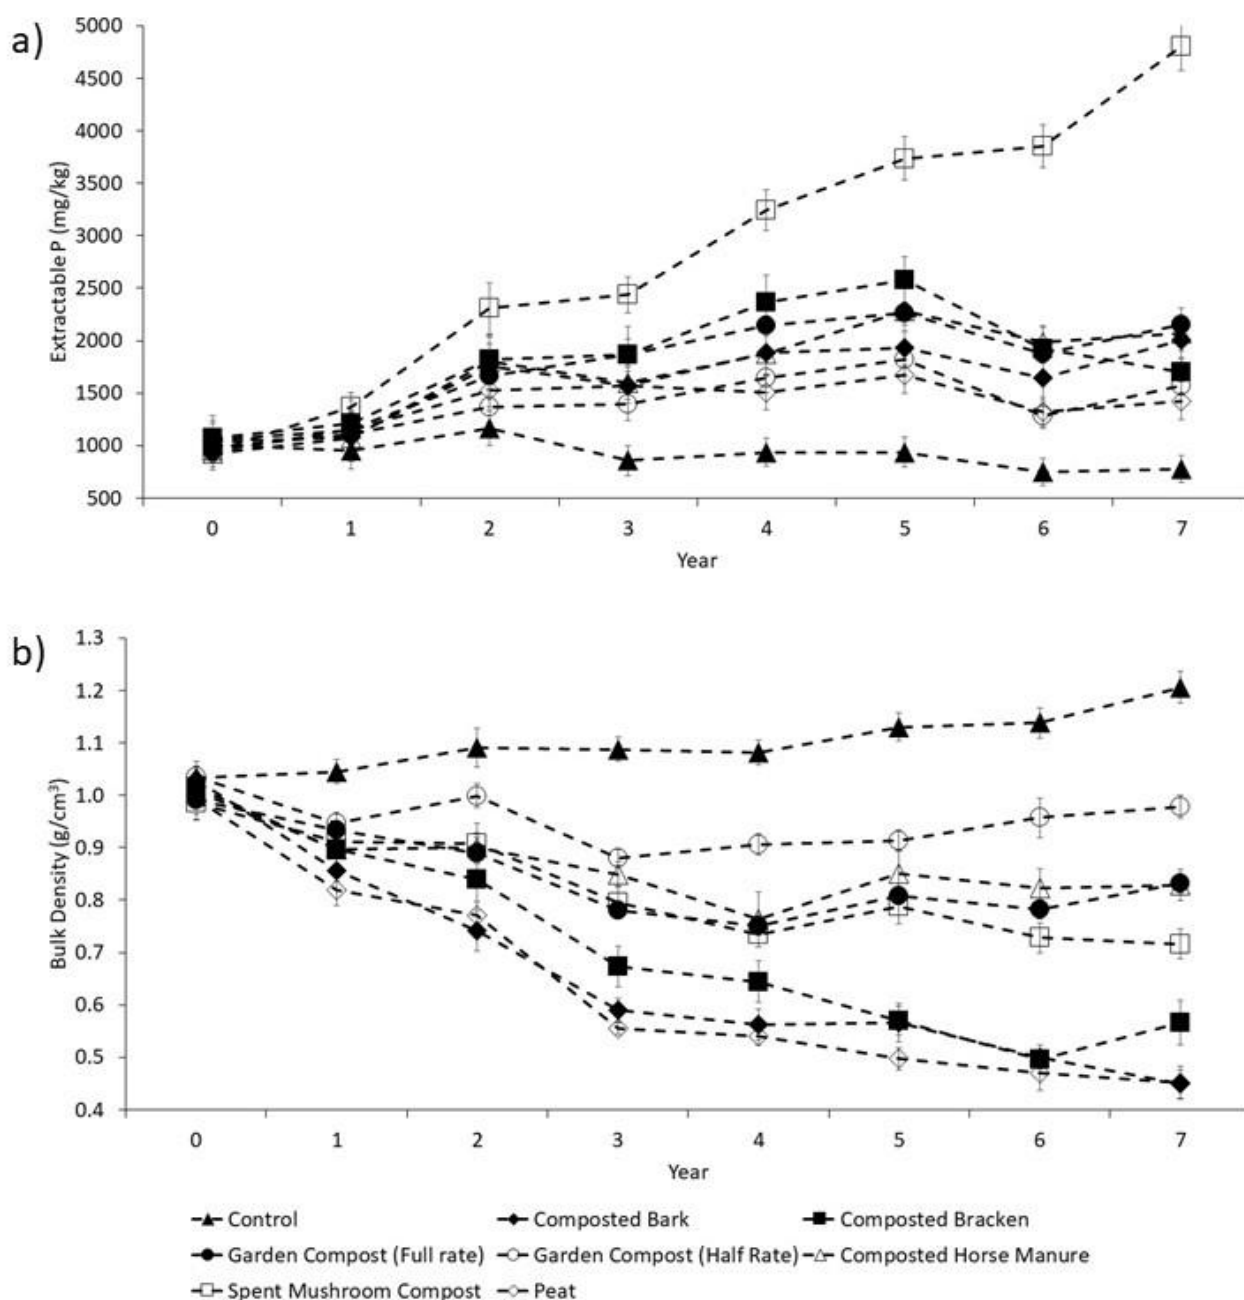 a)
5000
4500
4000
3500
3000
2500
2000
1500
1000
500
Extractable P (mg/kg)
0 1 2 3 4 5 6 7
Year
b)
1.3
1.2
1.1
1.0
0.9
0.8
0.7
0.6
0.5
0.4
Bulk Density (g/cm³)
0 1 2 3 4 5 6 7
Year
Control Composted Bark Composted Bracken
Garden Compost (Full rate) Garden Compost (Half Rate) Composted Horse Manure
Spent Mushroom Compost Peat